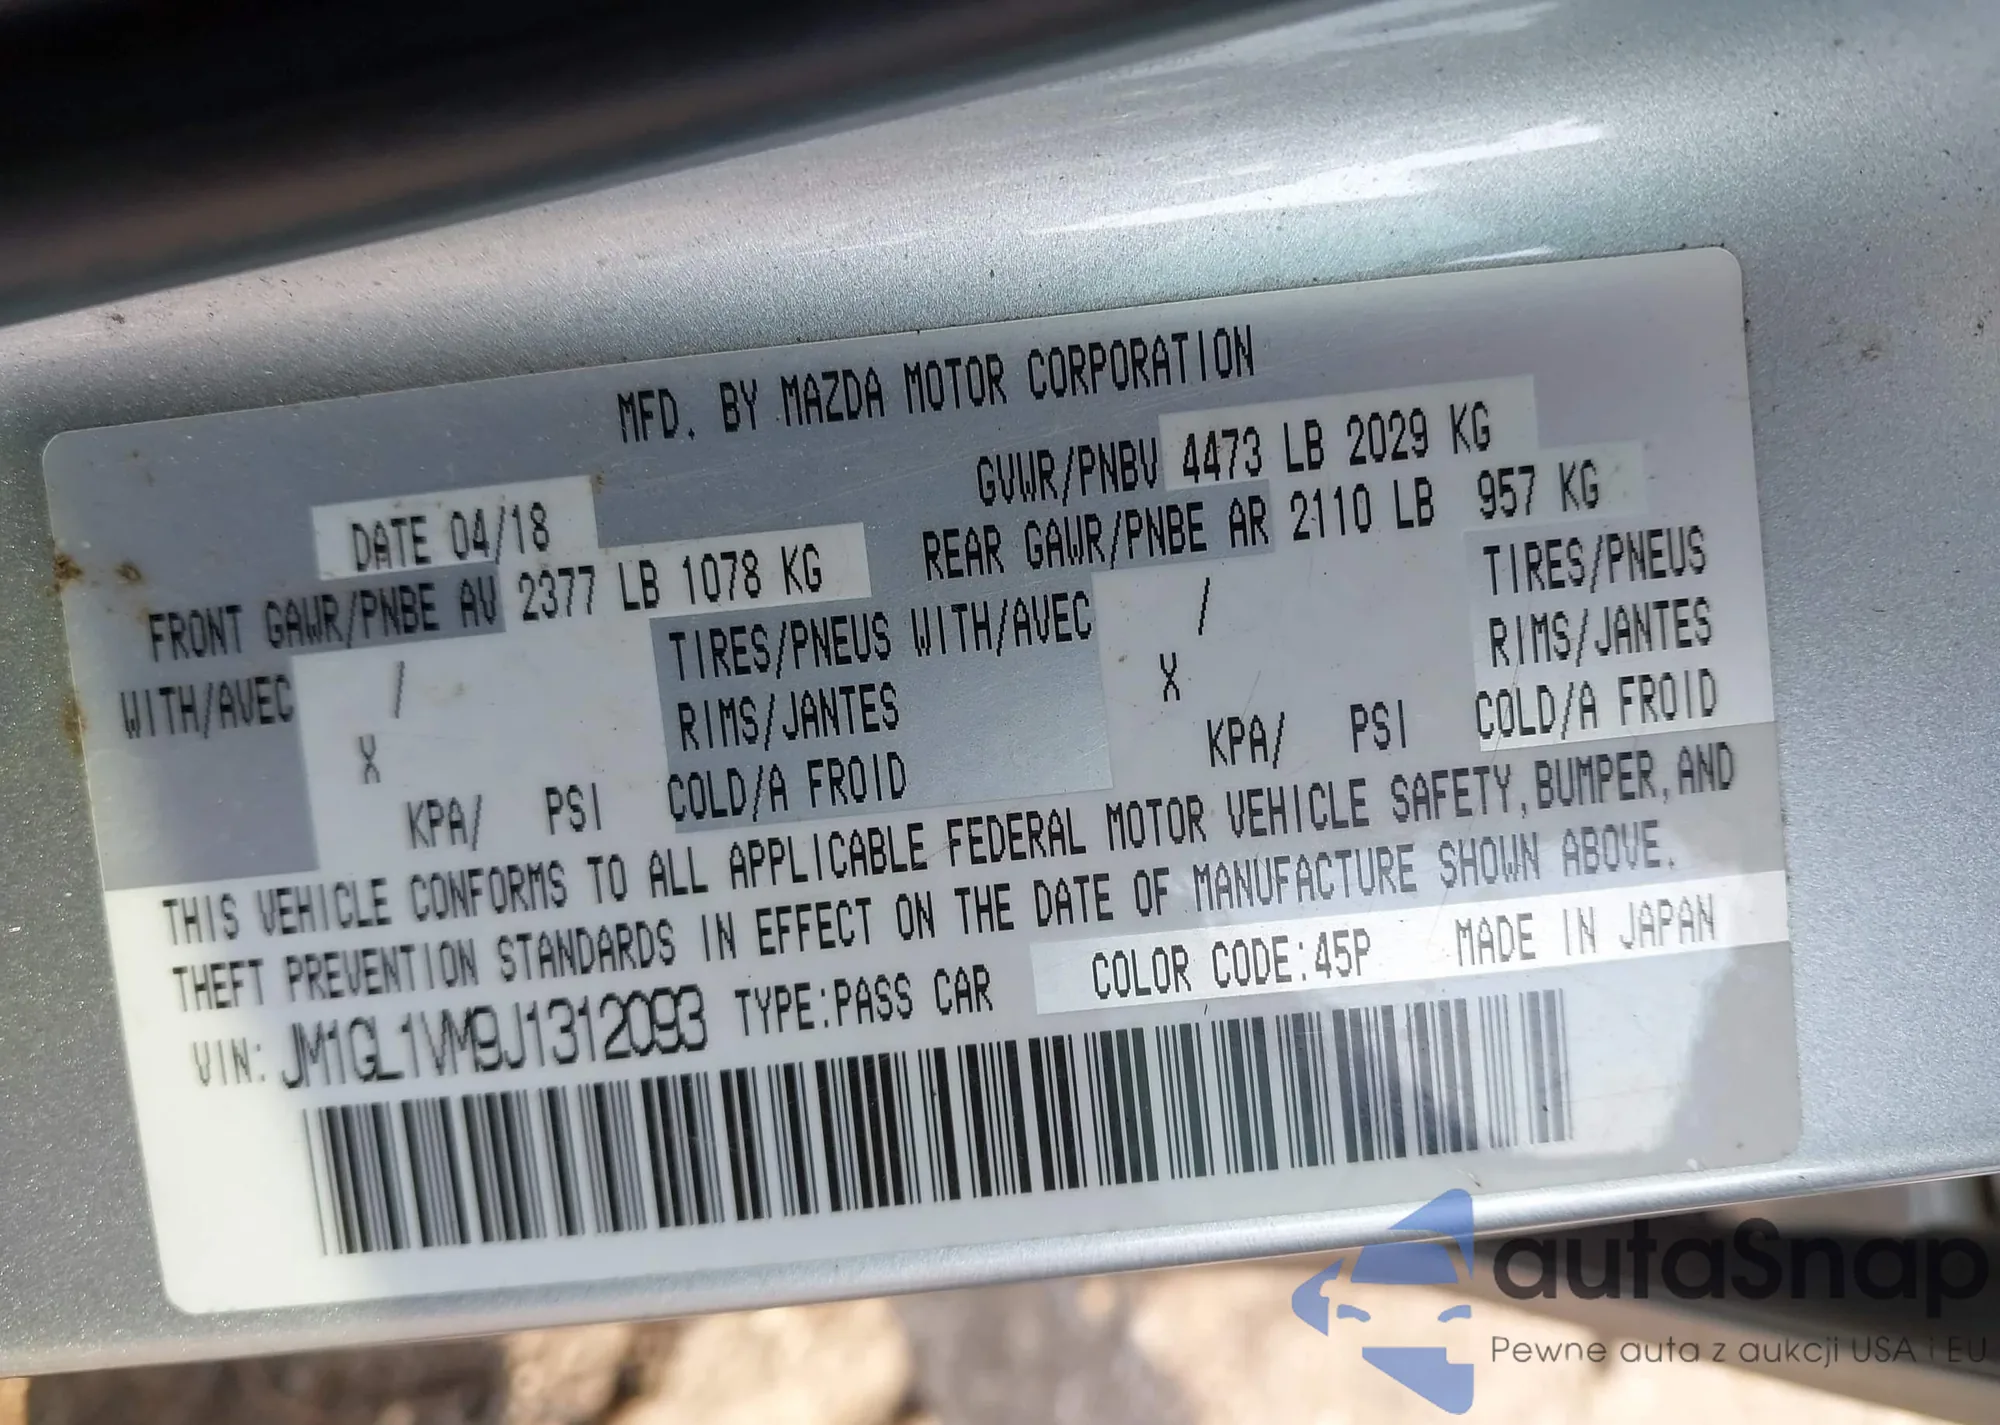 MFD. BY MAZDA MOTOR CORPORATION
DATE 04/18 GVWR/PNBV 4473 LB 2029 KG
FRONT GAWR/PNBE AV 2377 LB 1078 KG REAR GAWR/PNBE AR 2110 LB 957 KG
WITH/AVEC / TIRES/PNEUS WITH/AVEC / TIRES/PNEUS
X RIMS/JANTES X RIMS/JANTES
KPA/ PSI COLD/A FROID KPA/ PSI COLD/A FROID
THIS VEHICLE CONFORMS TO ALL APPLICABLE FEDERAL MOTOR VEHICLE SAFETY, BUMPER, AND
THEFT PREVENTION STANDARDS IN EFFECT ON THE DATE OF MANUFACTURE SHOWN ABOVE.
VIN: JM1GL1VM9J1312093 TYPE:PASS CAR COLOR CODE:45P MADE IN JAPAN
autaSnap
Pewne auta z aukcji USA i EU